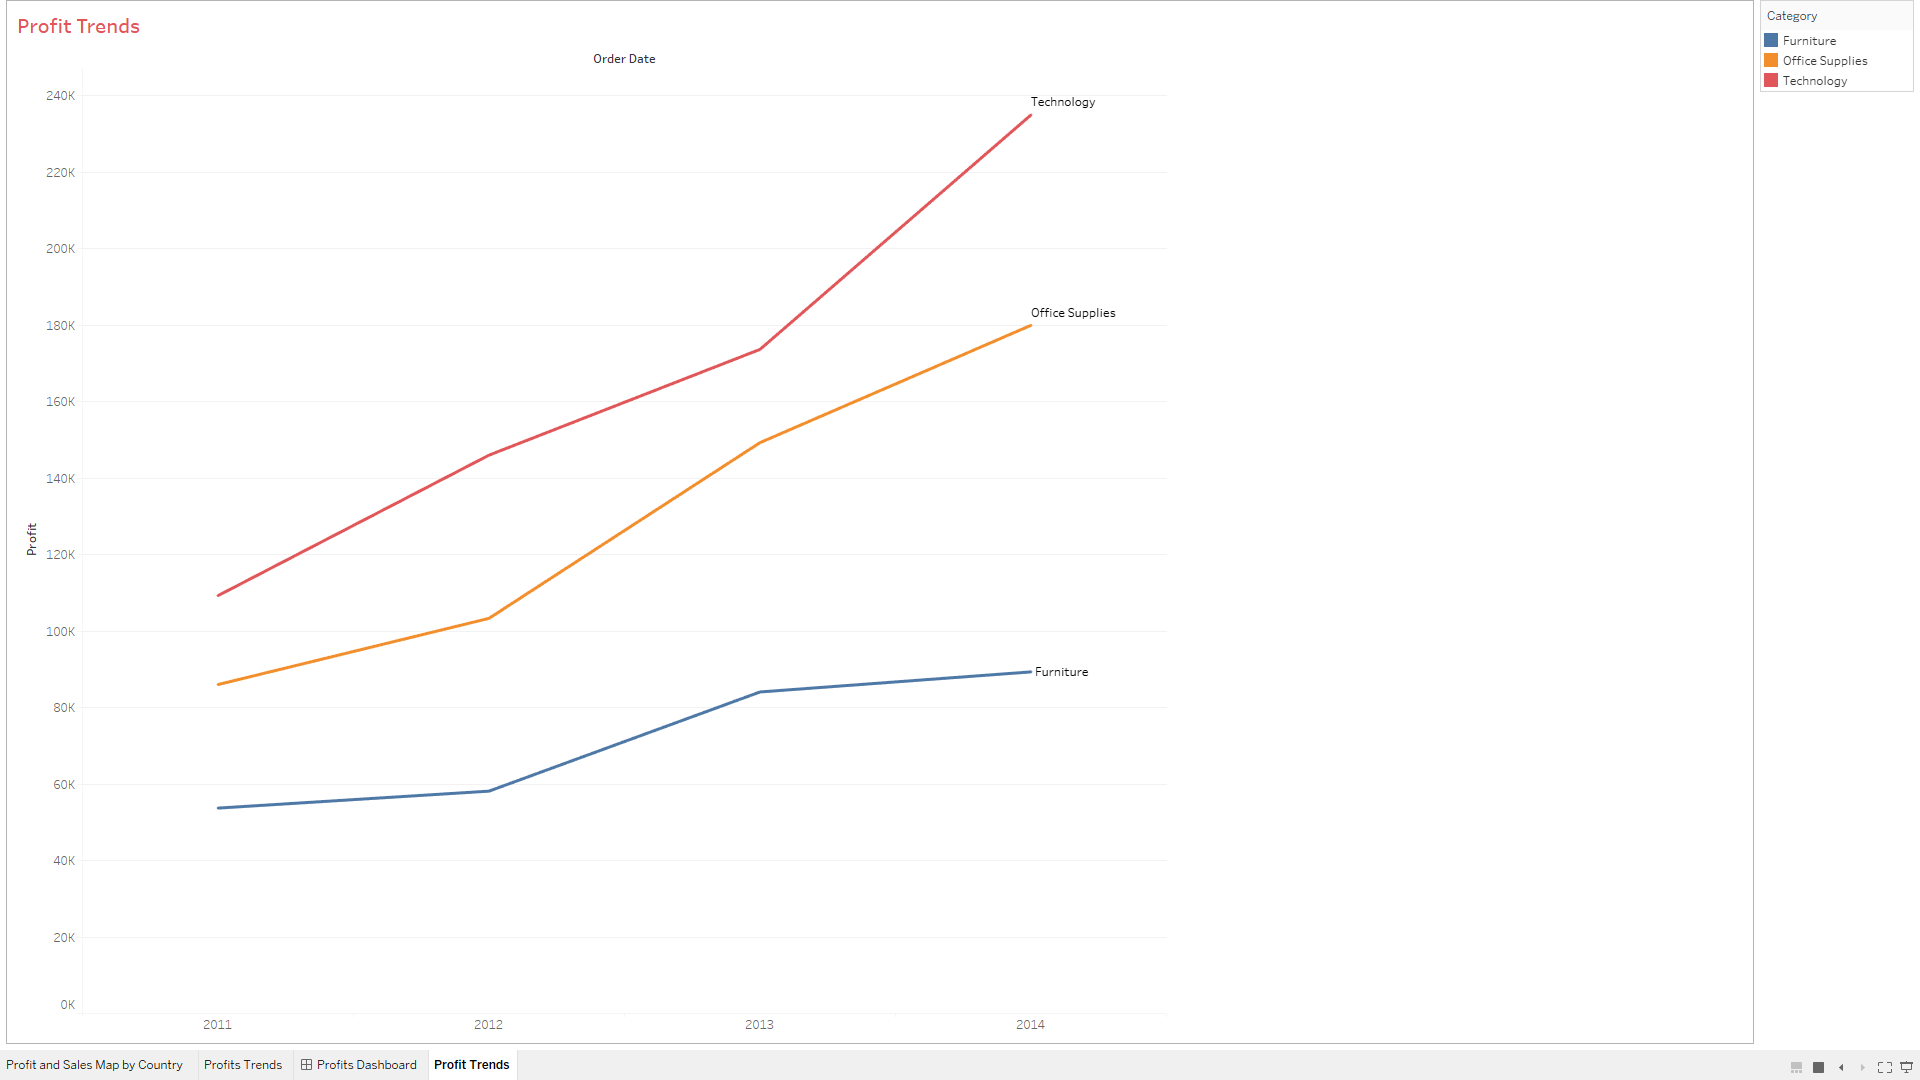 Profit Trends
Category
Furniture
Office Supplies
Technology
Order Date
240K
220K
200K
180K
160K
140K
120K
100K
80K
60K
40K
20K
0K
Profit
Technology
Office Supplies
Furniture
2011 2012 2013 2014
Profit and Sales Map by Country Profits Trends Profits Dashboard Profit Trends